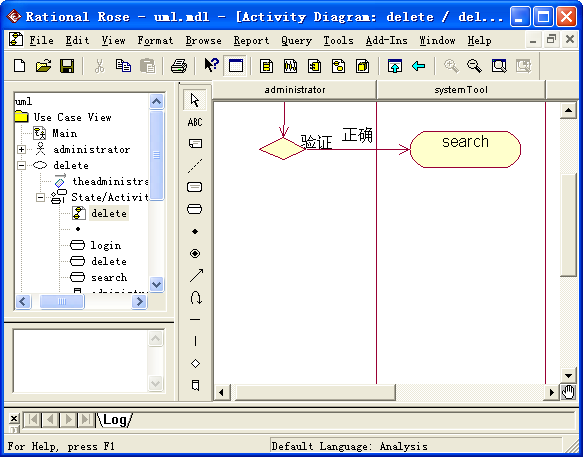 Rational Rose - uml.mdl - [Activity Diagram: delete / del...
File Edit View Format Browse Report Query Tools Add-Ins Window Help
administrator systemTool
uml
Use Case View
Main
administrator
delete
theadministra
State/Activit
delete
login
delete
search
ABC
验证 正确
search
Log
For Help, press F1 Default Language: Analysis